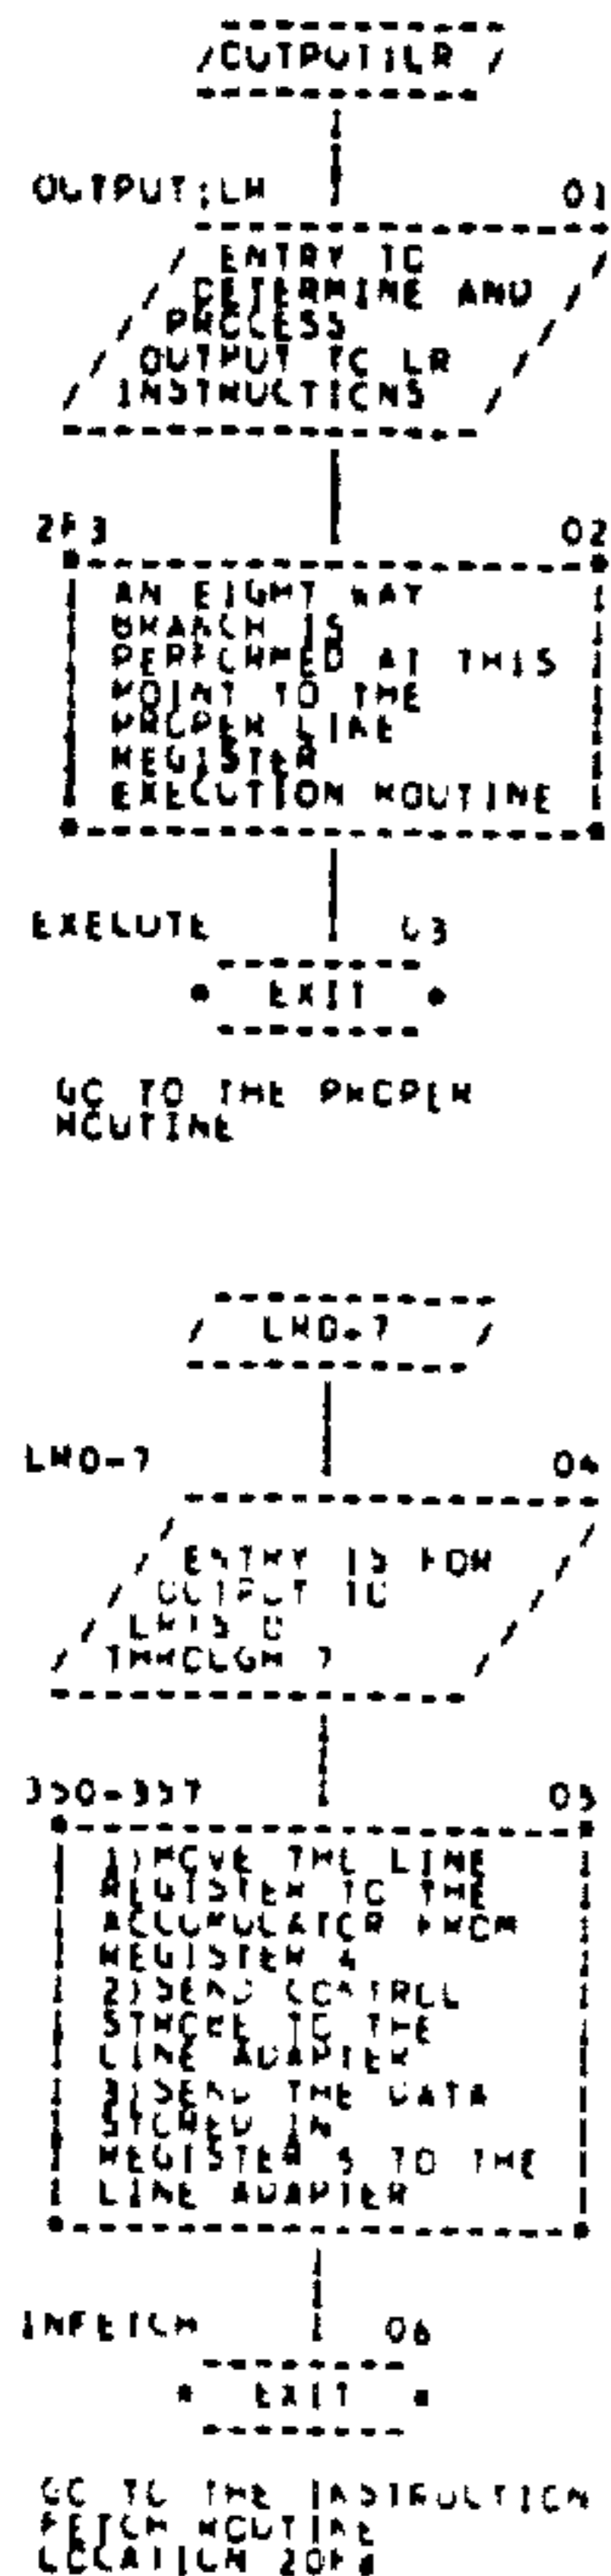 /OUTPUT;LR /
OUTPUT;LR 01
ENTRY TO
DETERMINE AND
PROCESS
OUTPUT TO LR
INSTRUCTIONS
2F3 02
AN EIGHT WAY
BRANCH IS
PERFORMED AT THIS
POINT TO THE
PROPER LINE
REGISTER
EXECUTION ROUTINE
EXECUTE 03
EXIT
GO TO THE PROPER
ROUTINE
/ LR0-7 /
LR0-7 04
ENTRY IS FOR
OUTPUT TO
LR'S 0
THROUGH 7
350-357 05
1)MOVE THE LINE
REGISTER TO THE
ACCUMULATOR FROM
REGISTER 4
2)SEND CONTROL
STROBE TO THE
LINE ADAPTER
3)SEND THE DATA
STORED IN
REGISTER 5 TO THE
LINE ADAPTER
INFETCH 06
EXIT
GO TO THE INSTRUCTION
FETCH ROUTINE
LOCATION